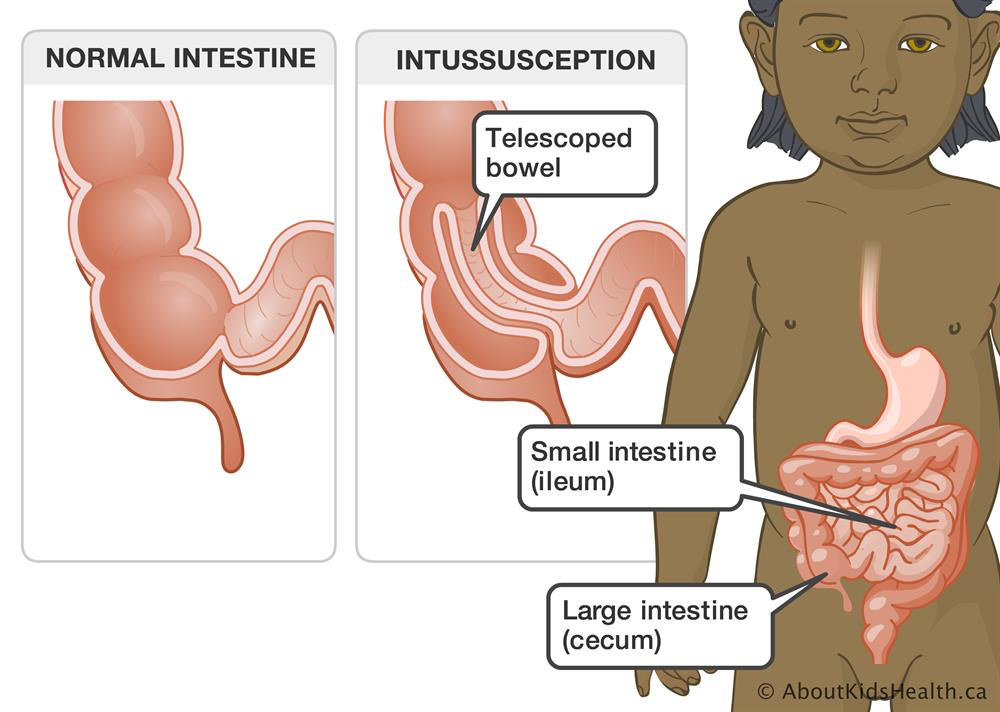 NORMAL INTESTINE
INTUSSUSCEPTION
Telescoped
bowel
Small intestine
(ileum)
Large intestine
(cecum)
© AboutKidsHealth.ca